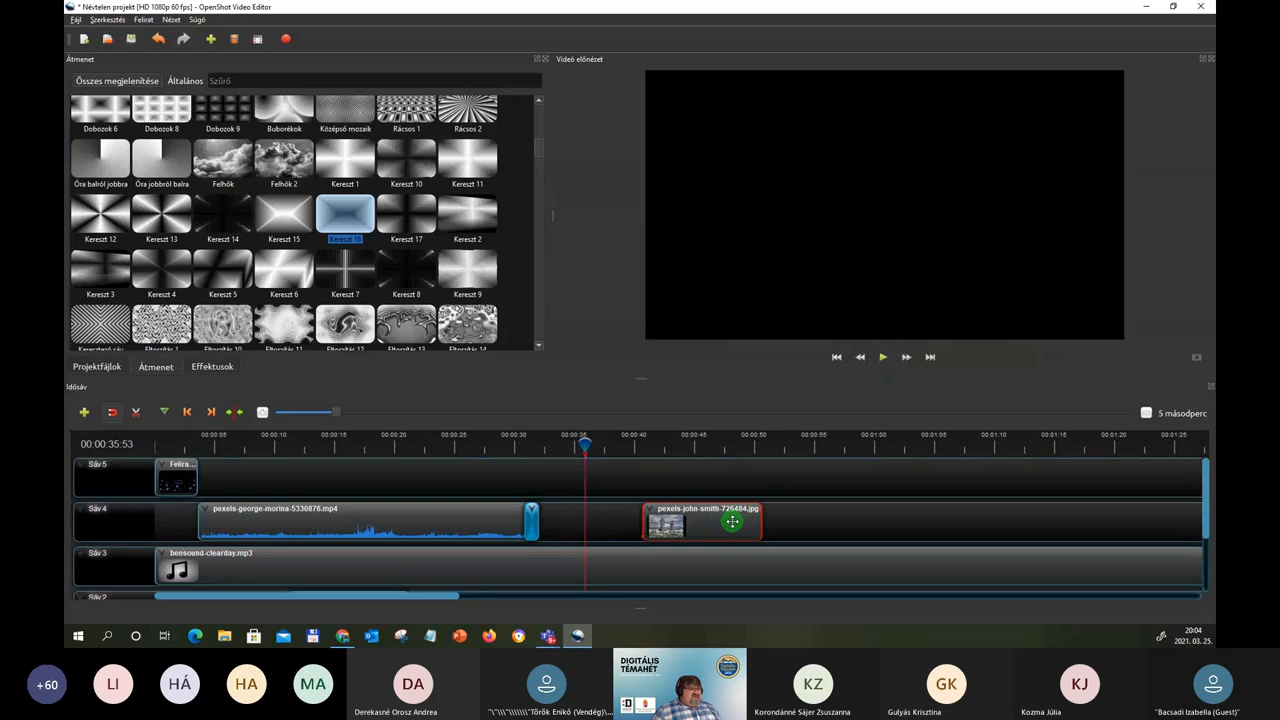 * Névtelen projekt [HD 1080p 60 fps] - OpenShot Video Editor
Fájl Szerkesztés Felirat Nézet Súgó
Átmenet
Videó előnézet
Összes megjelenítése Általános Szűrő
Dobozok 6 Dobozok 8 Dobozok 9 Buborékok Középső mozaik Rácsos 1 Rácsos 2
Óra balról jobbra Óra jobbról balra Felhők Felhők 2 Kereszt 1 Kereszt 10 Kereszt 11
Kereszt 12 Kereszt 13 Kereszt 14 Kereszt 15 Kereszt 16 Kereszt 17 Kereszt 2
Kereszt 3 Kereszt 4 Kereszt 5 Kereszt 6 Kereszt 7 Kereszt 8 Kereszt 9
Projektfájlok Átmenet Effektusok
Idősáv
5 másodperc
00:00:35:53
00:00:05 00:00:10 00:00:15 00:00:20 00:00:25 00:00:30 00:00:35 00:00:40 00:00:45 00:00:50 00:00:55 00:01:00 00:01:05 00:01:10 00:01:15 00:01:20 00:01:25
Sáv 5 Felira...
Sáv 4 pexels-george-morina-5330876.mp4 pexels-john-smith-726484.jpg
Sáv 3 bensound-clearday.mp3
Sáv 2
20:04
2021. 03. 25.
+60 LI HÁ HA MA DA KZ GK KJ
DIGITÁLIS
TÉMAHÉT
Derekasné Orosz Andrea
Török Enikő (Vendég)
Korondánné Sájer Zsuzsanna
Gulyás Krisztina
Kozma Júlia
"Bacsadi Izabella (Guest)"